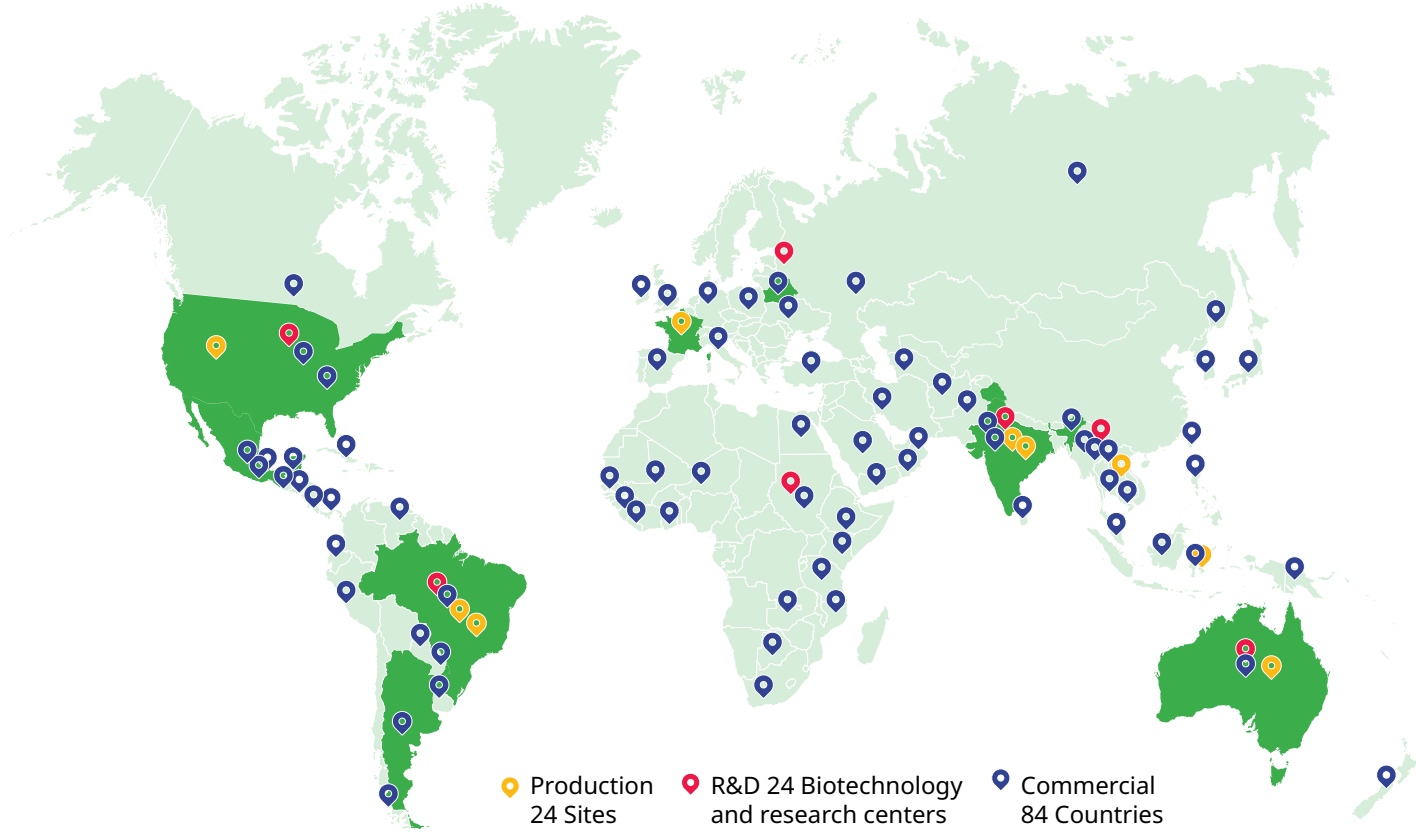 Production
24 Sites
R&D 24 Biotechnology
and research centers
Commercial
84 Countries